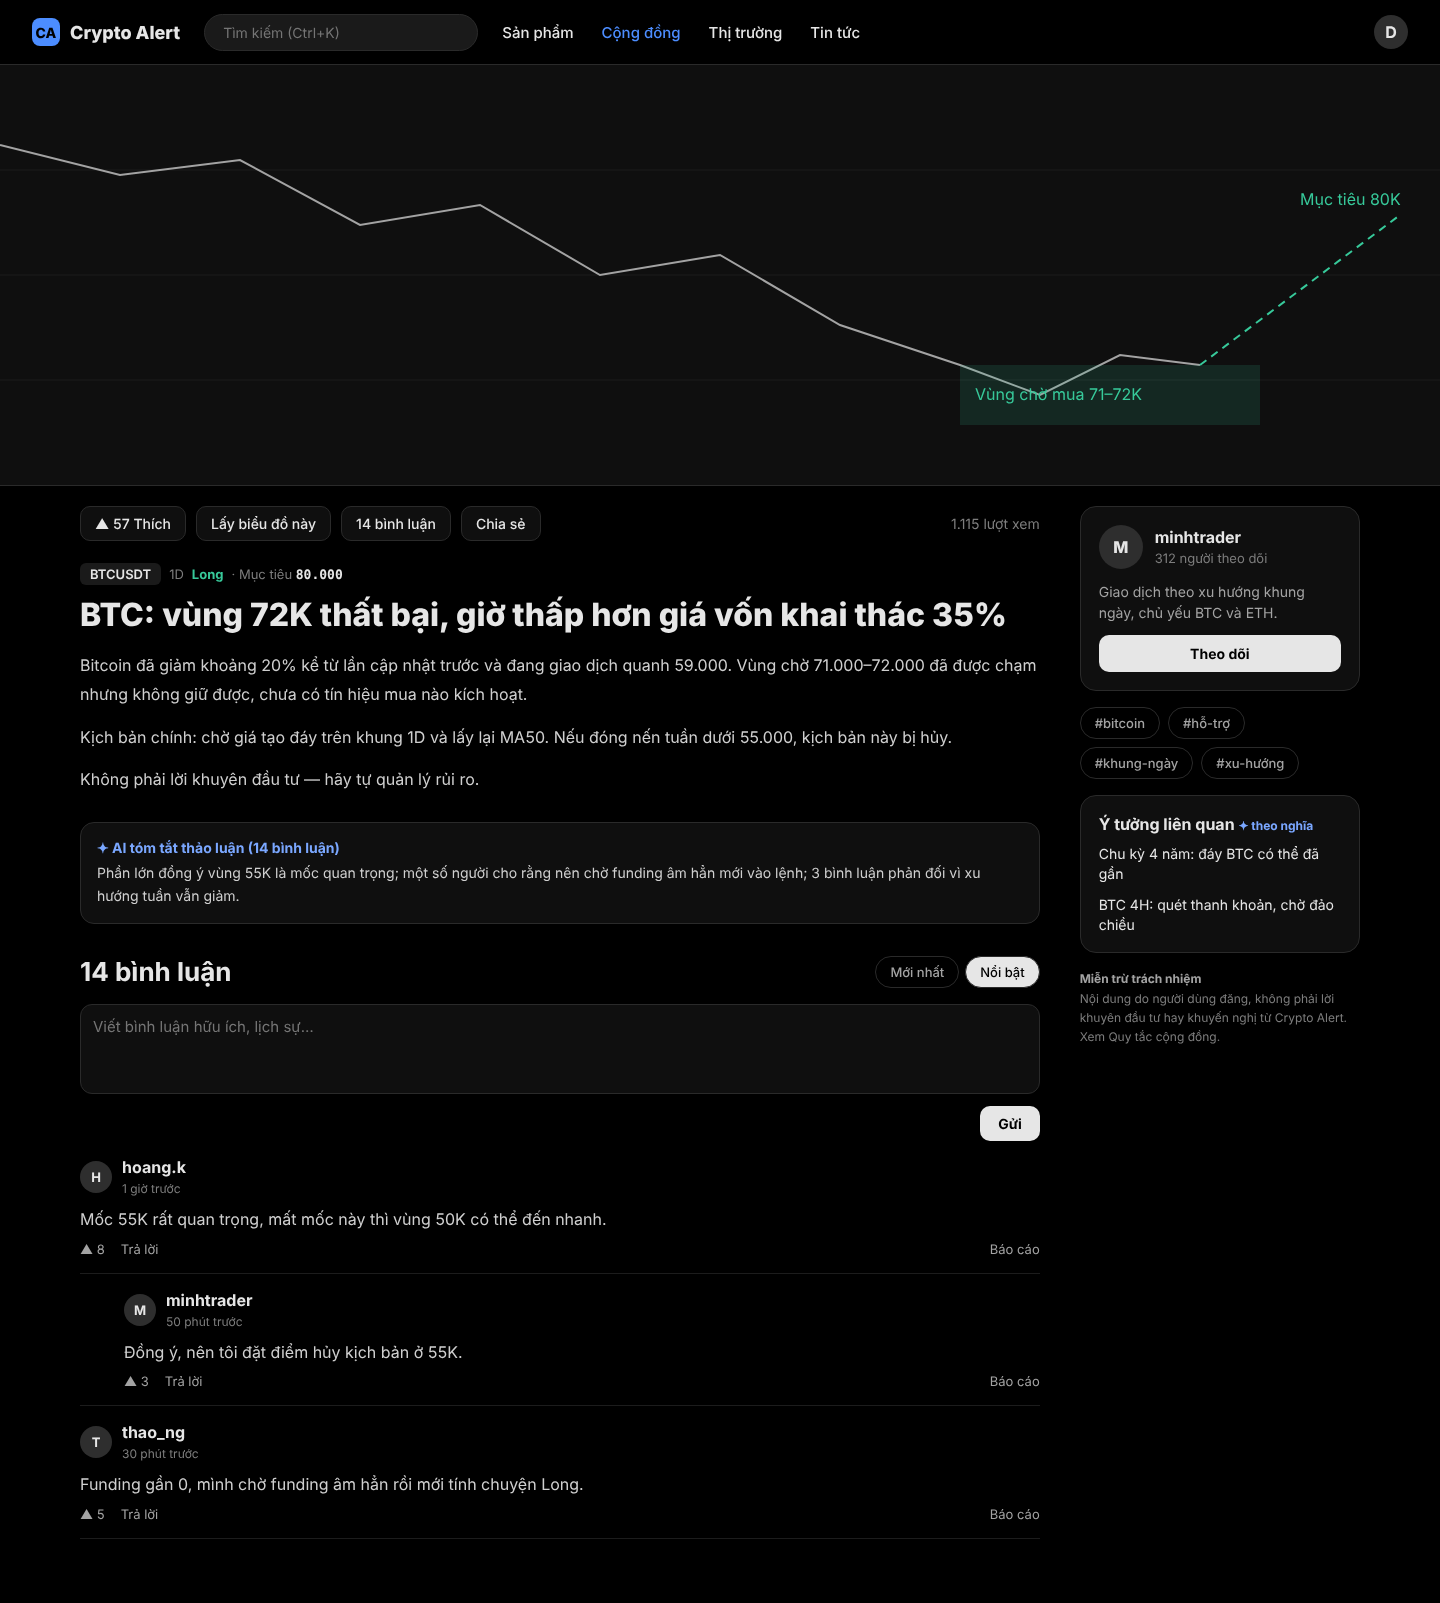 CA Crypto Alert Tìm kiếm (Ctrl+K) Sản phẩm Cộng đồng Thị trường Tin tức D
Mục tiêu 80K
Vùng chờ mua 71–72K
▲ 57 Thích Lấy biểu đồ này 14 bình luận Chia sẻ 1.115 lượt xem
BTCUSDT 1D Long · Mục tiêu 80.000
BTC: vùng 72K thất bại, giờ thấp hơn giá vốn khai thác 35%
Bitcoin đã giảm khoảng 20% kể từ lần cập nhật trước và đang giao dịch quanh 59.000. Vùng chờ 71.000–72.000 đã được chạm
nhưng không giữ được, chưa có tín hiệu mua nào kích hoạt.
Kịch bản chính: chờ giá tạo đáy trên khung 1D và lấy lại MA50. Nếu đóng nến tuần dưới 55.000, kịch bản này bị hủy.
Không phải lời khuyên đầu tư — hãy tự quản lý rủi ro.
✦ AI tóm tắt thảo luận (14 bình luận)
Phần lớn đồng ý vùng 55K là mốc quan trọng; một số người cho rằng nên chờ funding âm hẳn mới vào lệnh; 3 bình luận phản đối vì xu
hướng tuần vẫn giảm.
14 bình luận Mới nhất Nổi bật
Viết bình luận hữu ích, lịch sự...
Gửi
H hoang.k
1 giờ trước
Mốc 55K rất quan trọng, mất mốc này thì vùng 50K có thể đến nhanh.
▲ 8 Trả lời Báo cáo
M minhtrader
50 phút trước
Đồng ý, nên tôi đặt điểm hủy kịch bản ở 55K.
▲ 3 Trả lời Báo cáo
T thao_ng
30 phút trước
Funding gần 0, mình chờ funding âm hẳn rồi mới tính chuyện Long.
▲ 5 Trả lời Báo cáo
M minhtrader
312 người theo dõi
Giao dịch theo xu hướng khung
ngày, chủ yếu BTC và ETH.
Theo dõi
#bitcoin #hỗ-trợ
#khung-ngày #xu-hướng
Ý tưởng liên quan ✦ theo nghĩa
Chu kỳ 4 năm: đáy BTC có thể đã
gần
BTC 4H: quét thanh khoản, chờ đảo
chiều
Miễn trừ trách nhiệm
Nội dung do người dùng đăng, không phải lời
khuyên đầu tư hay khuyến nghị từ Crypto Alert.
Xem Quy tắc cộng đồng.